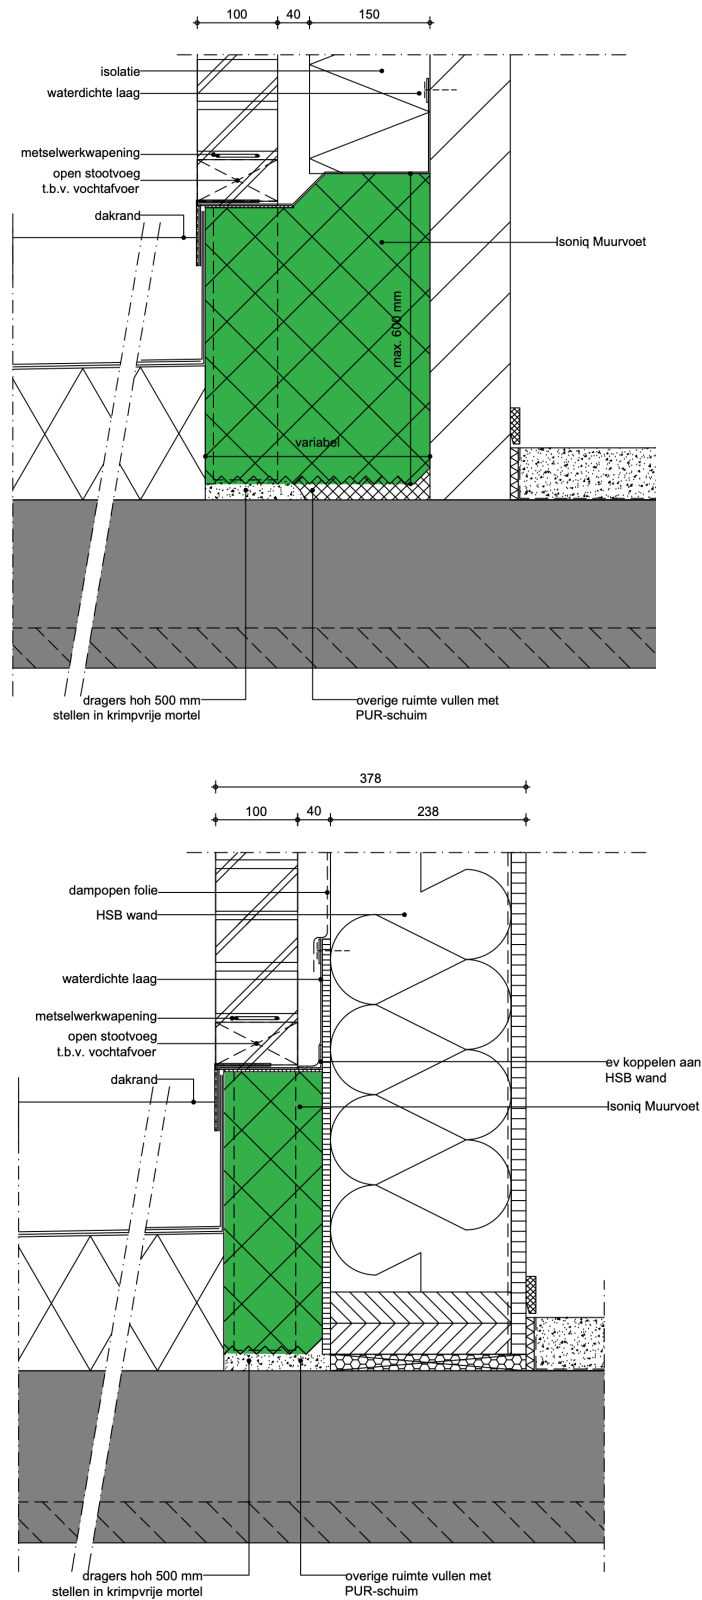 100 40 150
isolatie
waterdichte laag
metselwerkwapening
open stootvoeg
t.b.v. vochtafvoer
dakrand
Isoniq Muurvoet
max. 600 mm
variabel
dragers hoh 500 mm
stellen in krimpvrije mortel
overige ruimte vullen met
PUR-schuim
378
100 40 238
dampopen folie
HSB wand
waterdichte laag
metselwerkwapening
open stootvoeg
t.b.v. vochtafvoer
ev koppelen aan
HSB wand
dakrand
Isoniq Muurvoet
dragers hoh 500 mm
stellen in krimpvrije mortel
overige ruimte vullen met
PUR-schuim